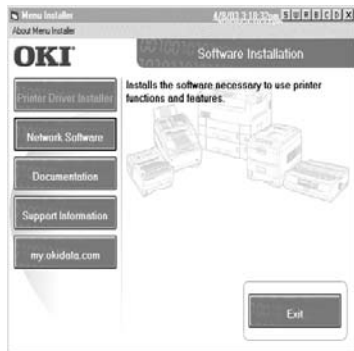 Menu Installer
About Menu Installer
OKI
Software Installation
Installs the software necessary to use printer
functions and features.
Printer Driver Installer
Network Software
Documentation
Support Information
my.okidata.com
Exit